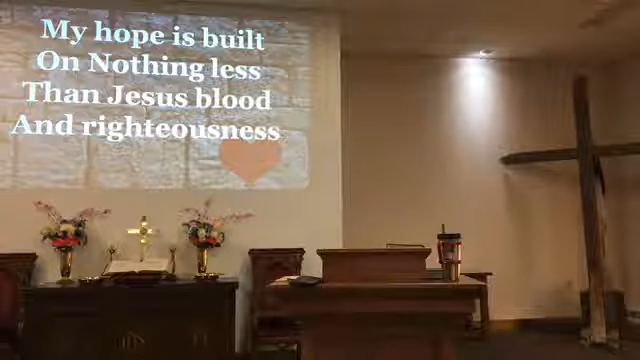 My hope is built
On Nothing less
Than Jesus blood
And righteousness